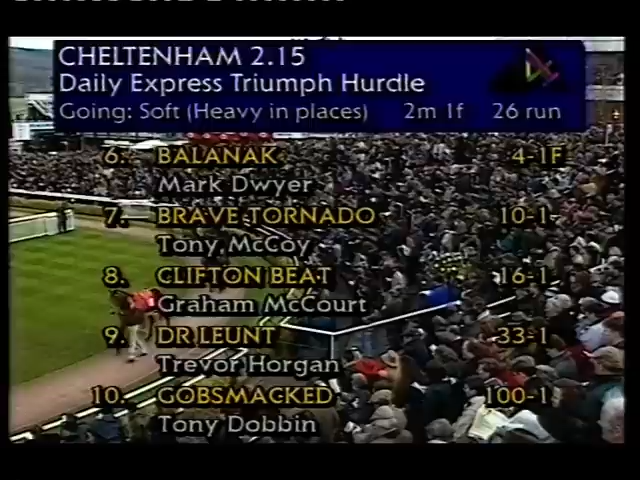 CHELTENHAM 2.15
Daily Express Triumph Hurdle
Going: Soft (Heavy in places) 2m 1f 26 run
6. BALANAK 4-1F
Mark Dwyer
7. BRAVE TORNADO 10-1
Tony McCoy
8. CLIFTON BEAT 16-1
Graham McCourt
9. DR LEUNT 33-1
Trevor Horgan
10. GOBSMACKED 100-1
Tony Dobbin